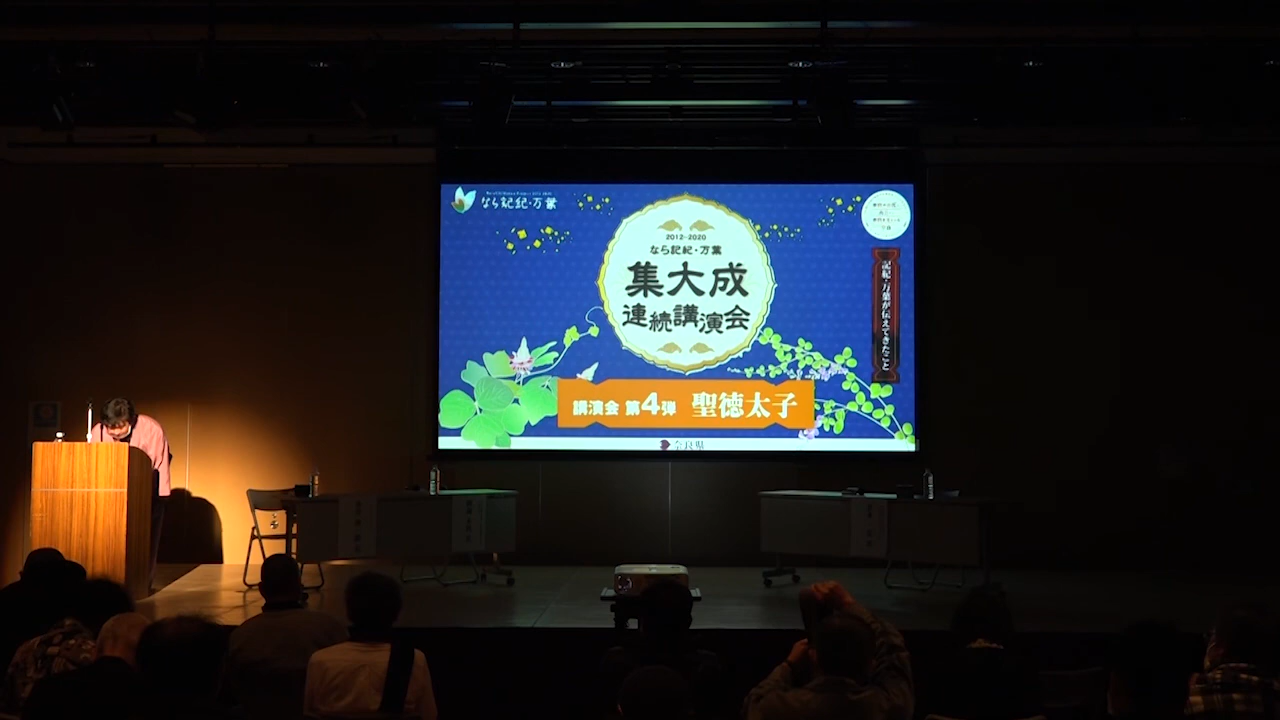 なら記紀・万葉
2012-2020
なら記紀・万葉
集大成
連続講演会
記紀・万葉が伝えてきたこと
講演会 第4弾 聖徳太子
奈良県